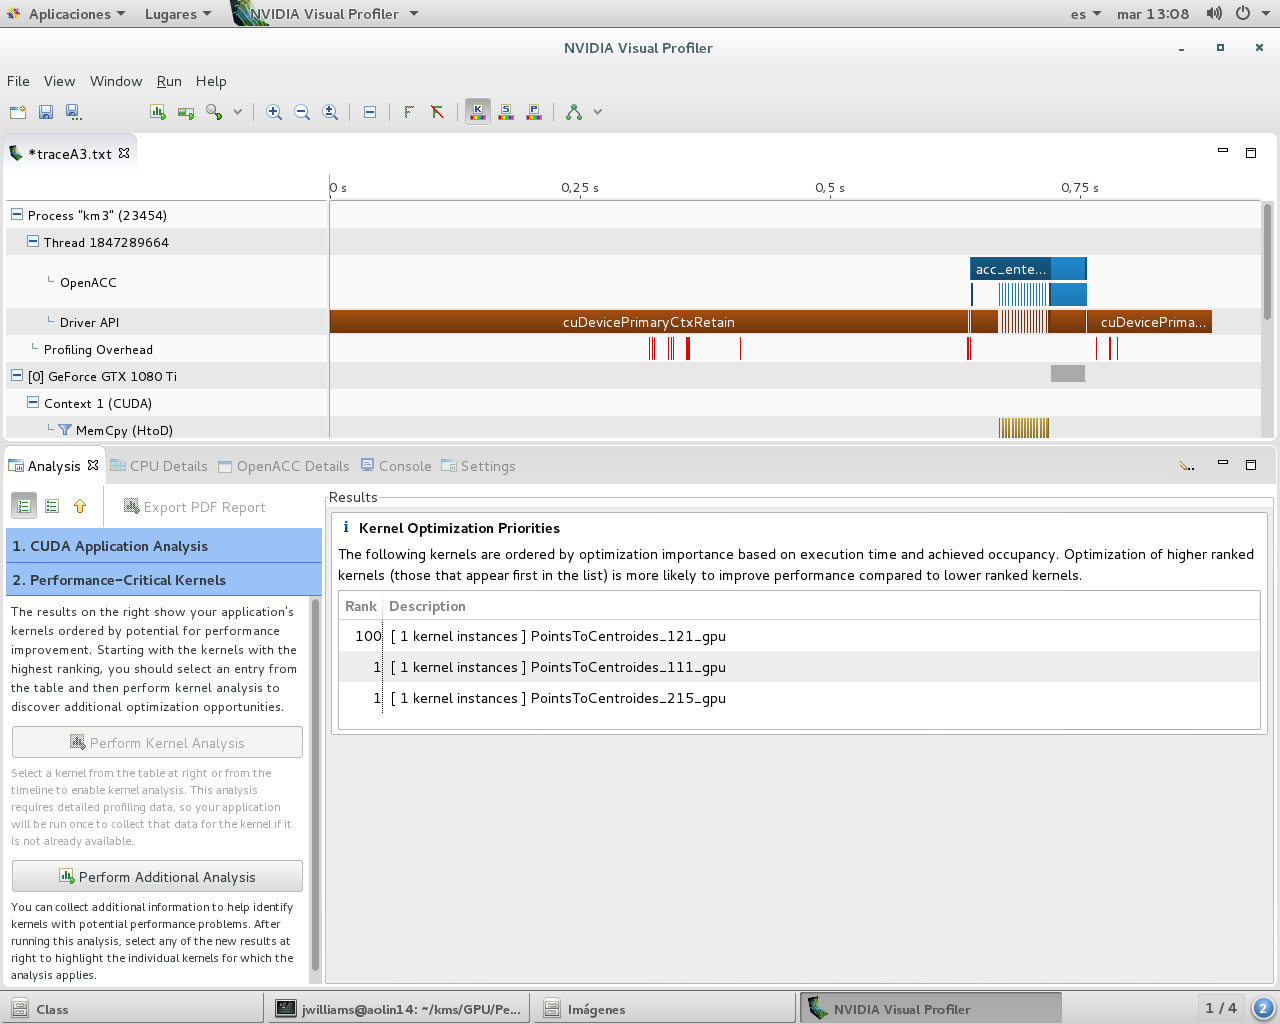 Aplicaciones Lugares NVIDIA Visual Profiler es mar 13:08
NVIDIA Visual Profiler
File View Window Run Help
K S P
*traceA3.txt
0 s 0,25 s 0,5 s 0,75 s
Process "km3" (23454)
Thread 1847289664
OpenACC acc_ente...
Driver API cuDevicePrimaryCtxRetain cuDevicePrima...
Profiling Overhead
[0] GeForce GTX 1080 Ti
Context 1 (CUDA)
MemCpy (HtoD)
Analysis CPU Details OpenACC Details Console Settings
Export PDF Report
1. CUDA Application Analysis
2. Performance-Critical Kernels
The results on the right show your application's
kernels ordered by potential for performance
improvement. Starting with the kernels with the
highest ranking, you should select an entry from
the table and then perform kernel analysis to
discover additional optimization opportunities.
Perform Kernel Analysis
Select a kernel from the table at right or from the
timeline to enable kernel analysis. This analysis
requires detailed profiling data, so your application
will be run once to collect that data for the kernel if it
is not already available.
Perform Additional Analysis
You can collect additional information to help identify
kernels with potential performance problems. After
running this analysis, select any of the new results at
right to highlight the individual kernels for which the
analysis applies.
Results
i Kernel Optimization Priorities
The following kernels are ordered by optimization importance based on execution time and achieved occupancy. Optimization of higher ranked
kernels (those that appear first in the list) is more likely to improve performance compared to lower ranked kernels.
Rank Description
100 [ 1 kernel instances ] PointsToCentroides_121_gpu
1 [ 1 kernel instances ] PointsToCentroides_111_gpu
1 [ 1 kernel instances ] PointsToCentroides_215_gpu
Class jwilliams@aolin14: ~/kms/GPU/Pe... Imágenes NVIDIA Visual Profiler 1 / 4 2